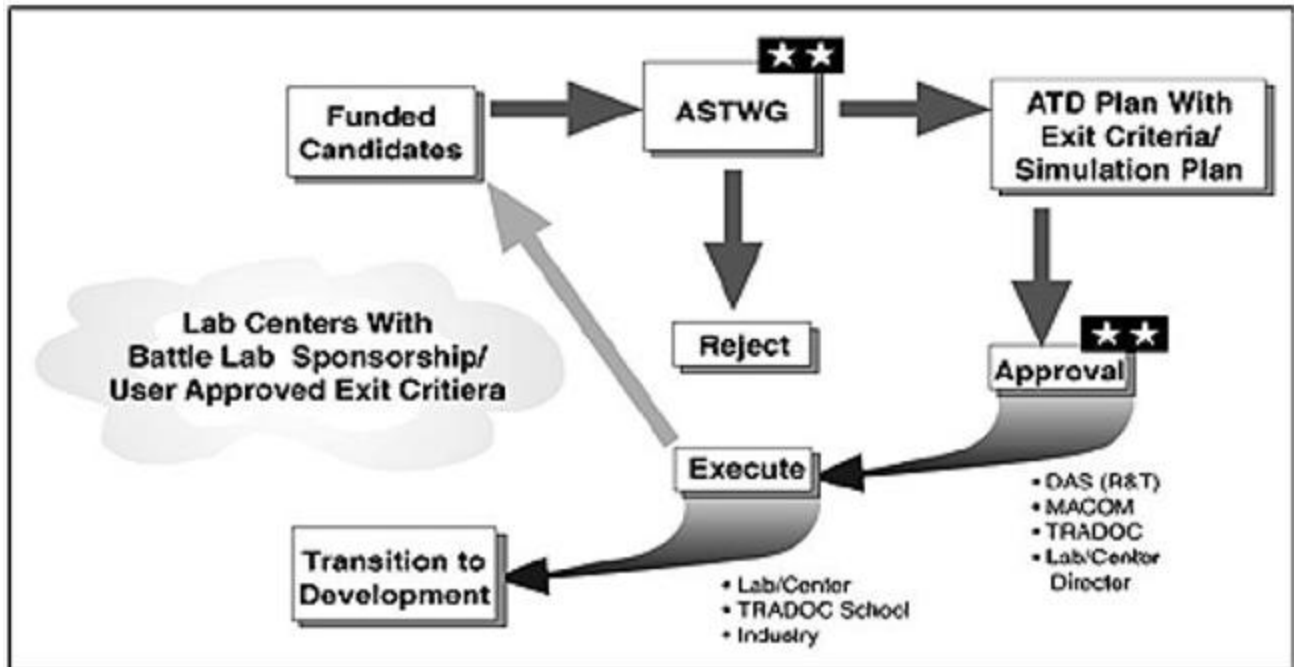 Funded
Candidates
ASTWG
ATD Plan With
Exit Criteria/
Simulation Plan
Lab Centers With
Battle Lab Sponsorship/
User Approved Exit Critiera
Reject
Approval
Execute
• DAS (R&T)
• MACOM
• TRADOC
• Lab/Center
Director
Transition to
Development
• Lab/Center
• TRADOC School
• Industry